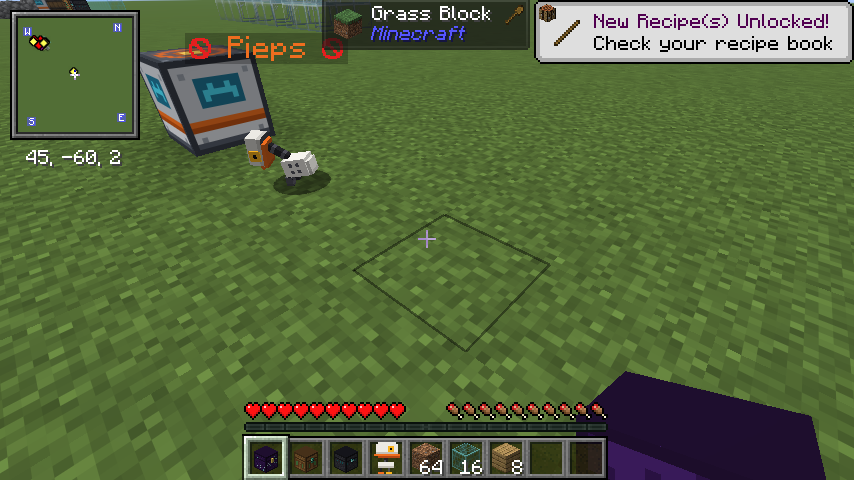 Grass Block
Minecraft
New Recipe(s) Unlocked!
Check your recipe book
Pieps
W
N
S
E
45, -60, 2
64
16
8